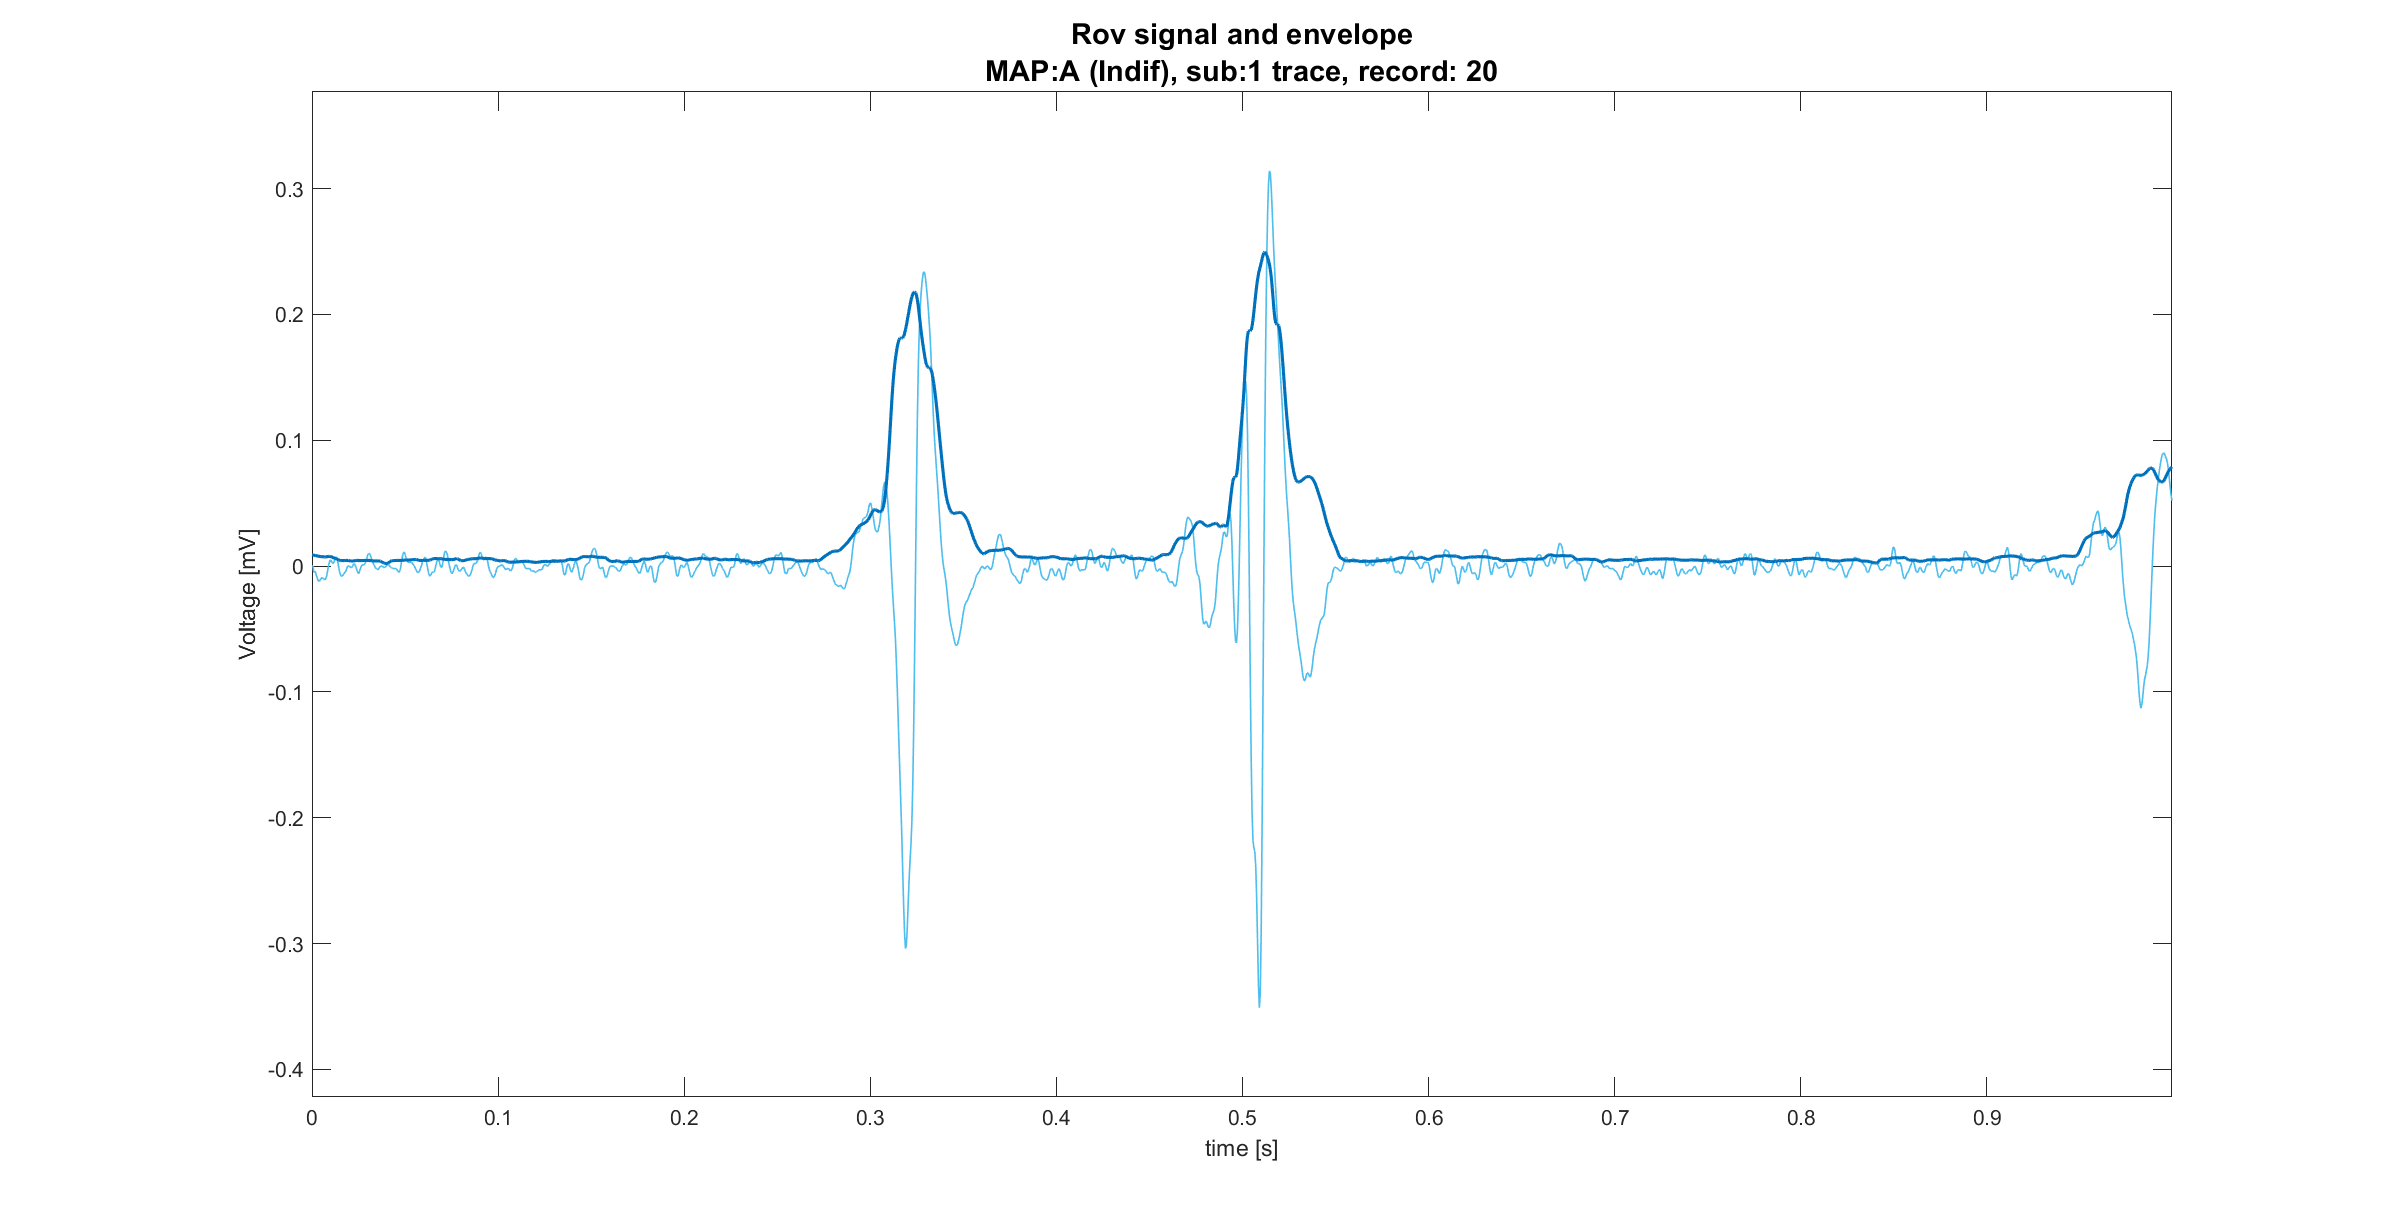 Rov signal and envelope
MAP:A (Indif), sub:1 trace, record: 20
Voltage [mV]
0.3
0.2
0.1
0
-0.1
-0.2
-0.3
-0.4
0 0.1 0.2 0.3 0.4 0.5 0.6 0.7 0.8 0.9
time [s]